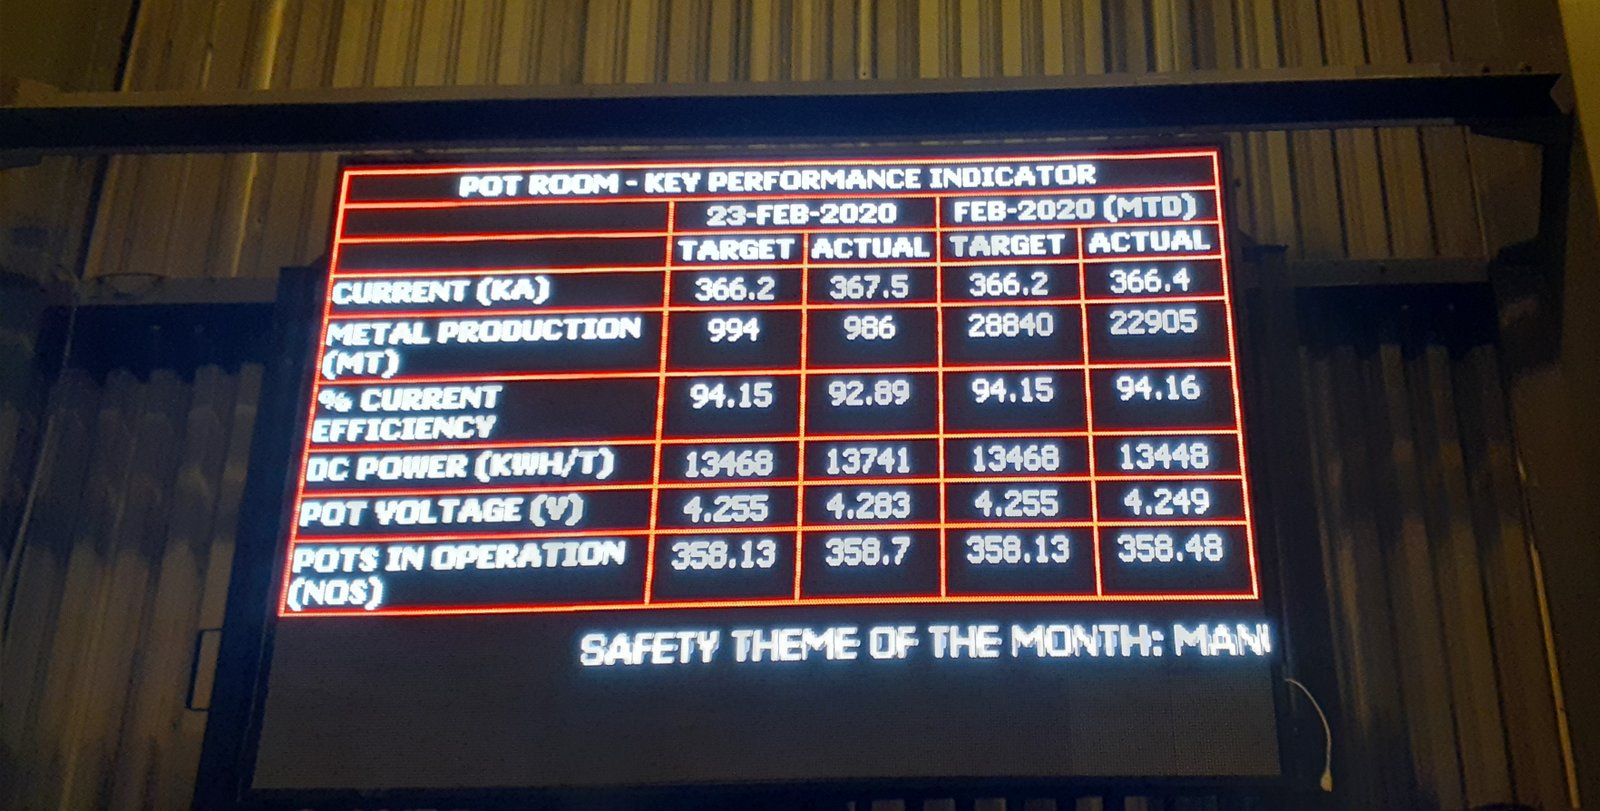 POT ROOM - KEY PERFORMANCE INDICATOR
23-FEB-2020 FEB-2020 (MTD)
TARGET ACTUAL TARGET ACTUAL
CURRENT (KA) 366.2 367.5 366.2 366.4
METAL PRODUCTION 994 986 28840 22905
(MT)
% CURRENT 94.15 92.89 94.15 94.16
EFFICIENCY
DC POWER (KWH/T) 13468 13741 13468 13448
POT VOLTAGE (V) 4.255 4.283 4.255 4.249
POTS IN OPERATION 358.13 358.7 358.13 358.48
(NOS)
SAFETY THEME OF THE MONTH: